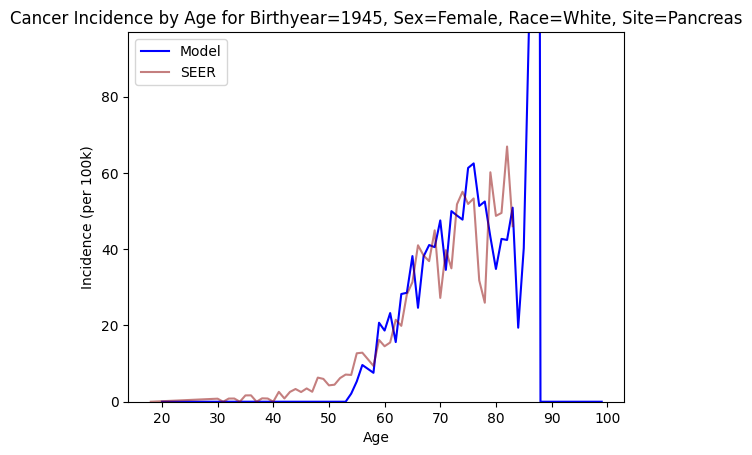 Cancer Incidence by Age for Birthyear=1945, Sex=Female, Race=White, Site=Pancreas
Model
SEER
80
60
40
20
0
Incidence (per 100k)
20 30 40 50 60 70 80 90 100
Age